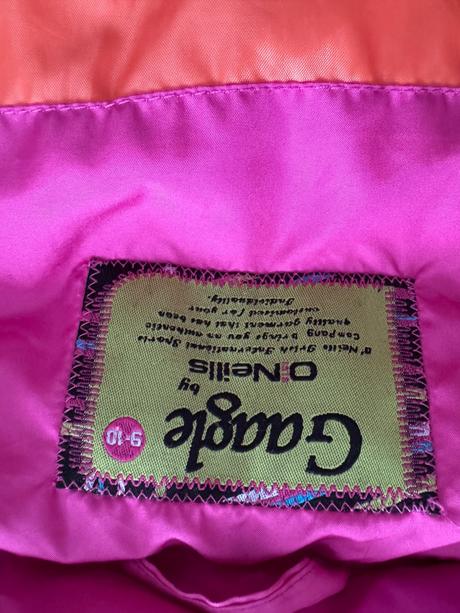 Gaagle
9-10
by
O'Neills
O'Neills Irish International Sports
Company brings you an authentic
quality garment that has been
customized for your
Individuality.